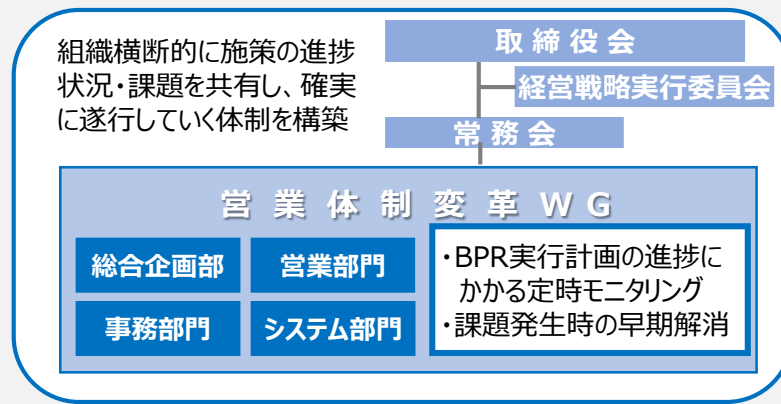 組織横断的に施策の進捗
状況・課題を共有し、確実
に遂行していく体制を構築
取締役会
経営戦略実行委員会
常務会
営業体制変革WG
総合企画部
営業部門
事務部門
システム部門
・BPR実行計画の進捗に
かかる定時モニタリング
・課題発生時の早期解消